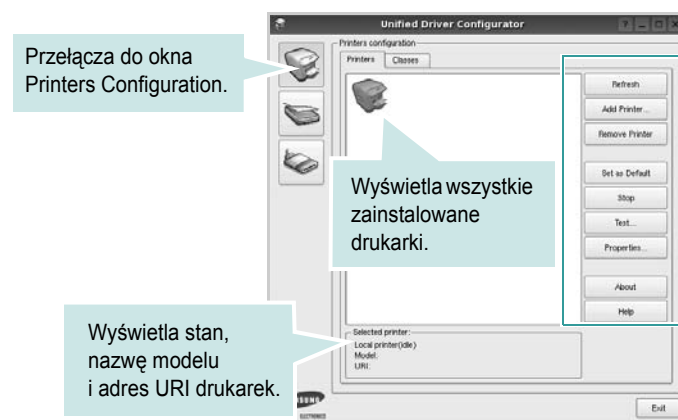 Unified Driver Configurator
Przełącza do okna
Printers Configuration.
Printers configuration
Printers Classes
Refresh
Add Printer...
Remove Printer
Set as Default
Stop
Test...
Properties...
About
Help
Wyświetla wszystkie
zainstalowane
drukarki.
Wyświetla stan,
nazwę modelu
i adres URI drukarek.
Selected printer:
Local printer(idle)
Model:
URI:
ELECTRONICS
Exit